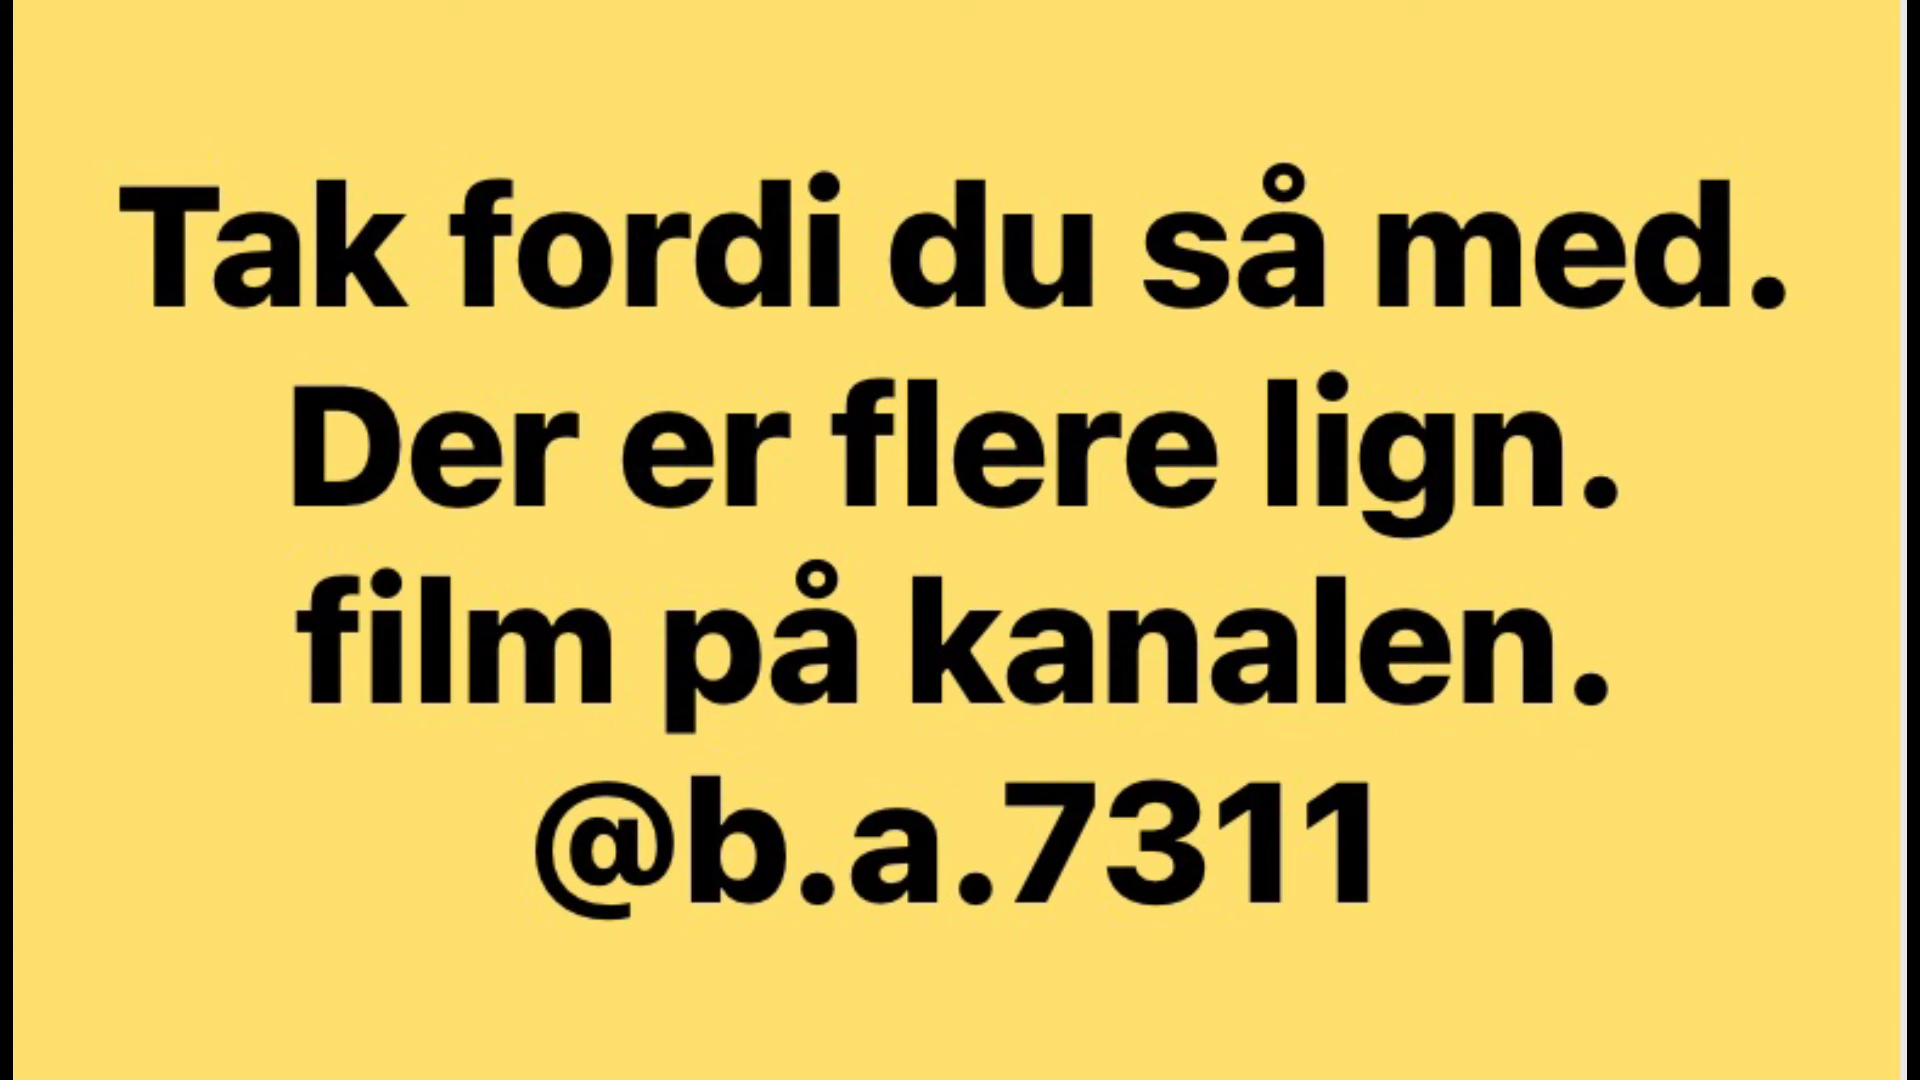 Tak fordi du så med.
Der er flere lign.
film på kanalen.
@b.a.7311